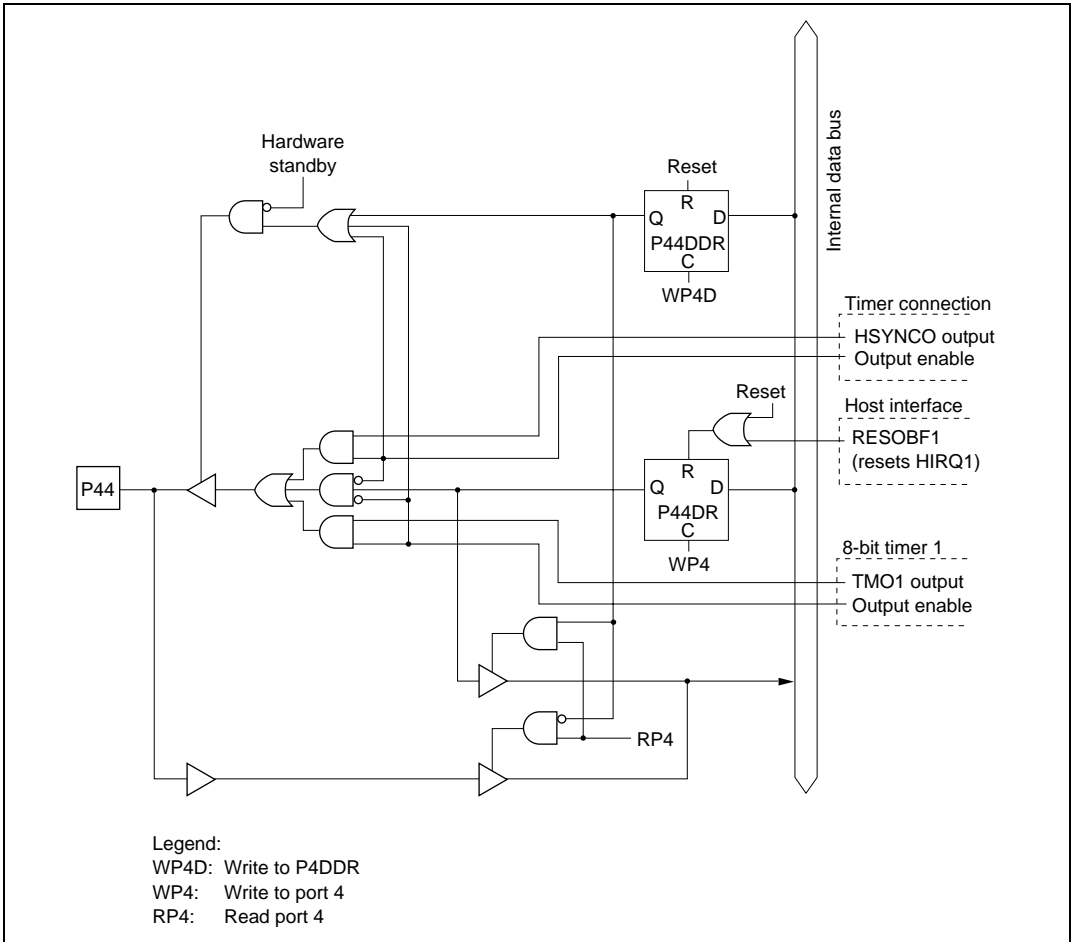 Hardware
standby
Reset
R
Q
D
P44DDR
C
WP4D
Internal data bus
Timer connection
HSYNCO output
Output enable
Reset
Host interface
RESOBF1
(resets HIRQ1)
R
Q
D
P44DR
C
WP4
P44
8-bit timer 1
TMO1 output
Output enable
RP4
Legend:
WP4D: Write to P4DDR
WP4: Write to port 4
RP4: Read port 4